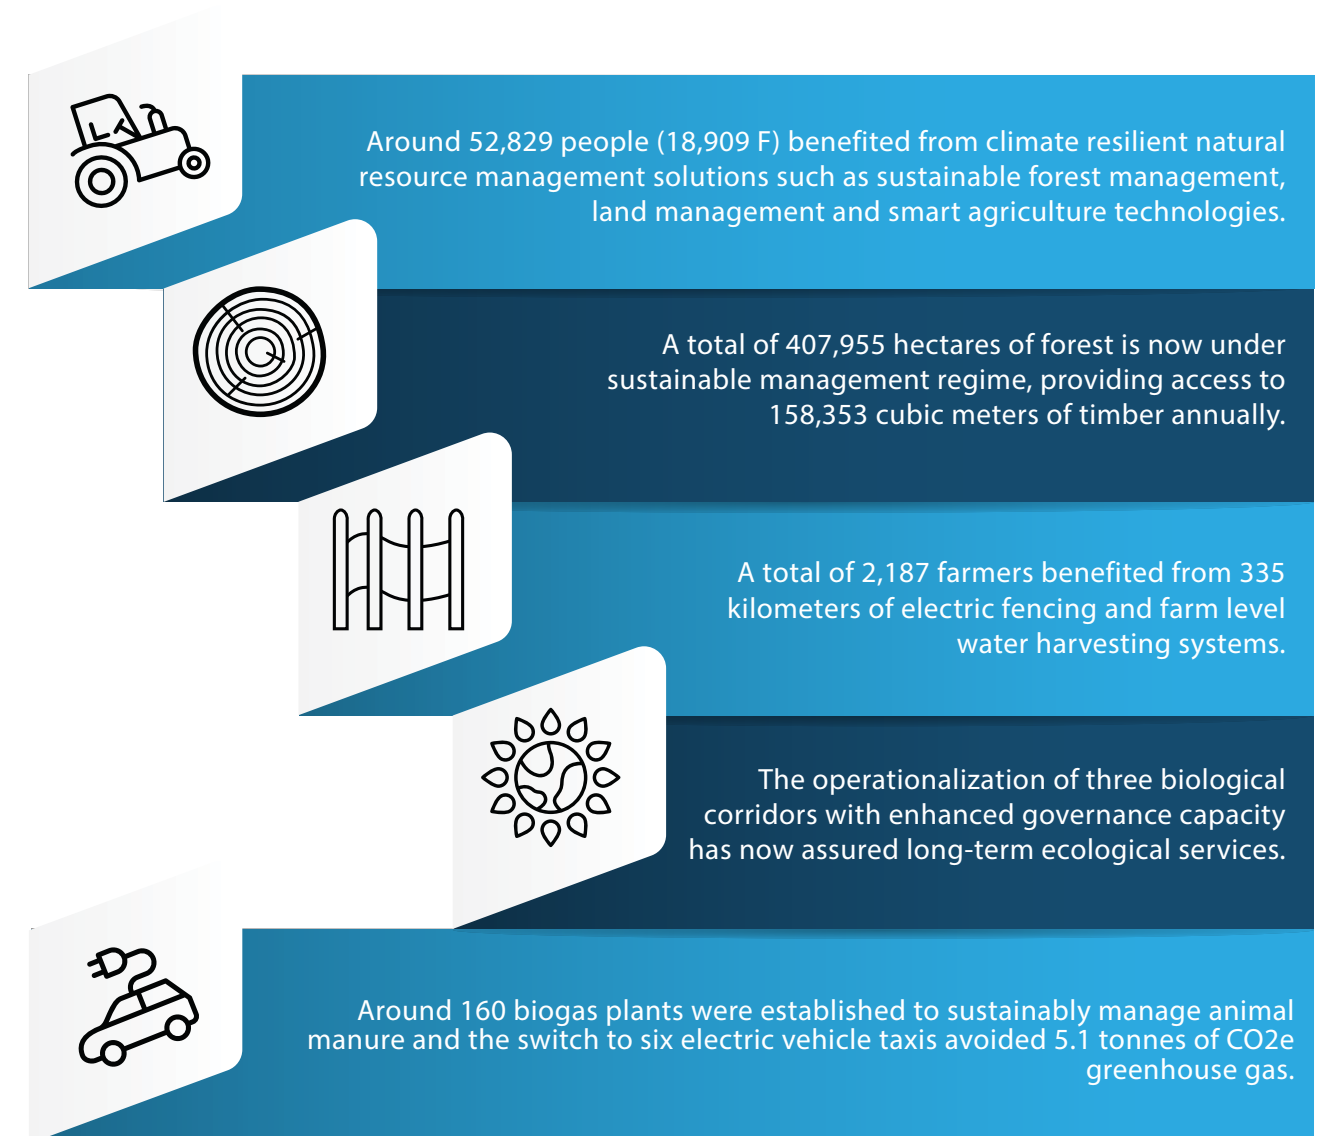 Around 52,829 people (18,909 F) benefited from climate resilient natural
resource management solutions such as sustainable forest management,
land management and smart agriculture technologies.
A total of 407,955 hectares of forest is now under
sustainable management regime, providing access to
158,353 cubic meters of timber annually.
A total of 2,187 farmers benefited from 335
kilometers of electric fencing and farm level
water harvesting systems.
The operationalization of three biological
corridors with enhanced governance capacity
has now assured long-term ecological services.
Around 160 biogas plants were established to sustainably manage animal
manure and the switch to six electric vehicle taxis avoided 5.1 tonnes of CO2e
greenhouse gas.